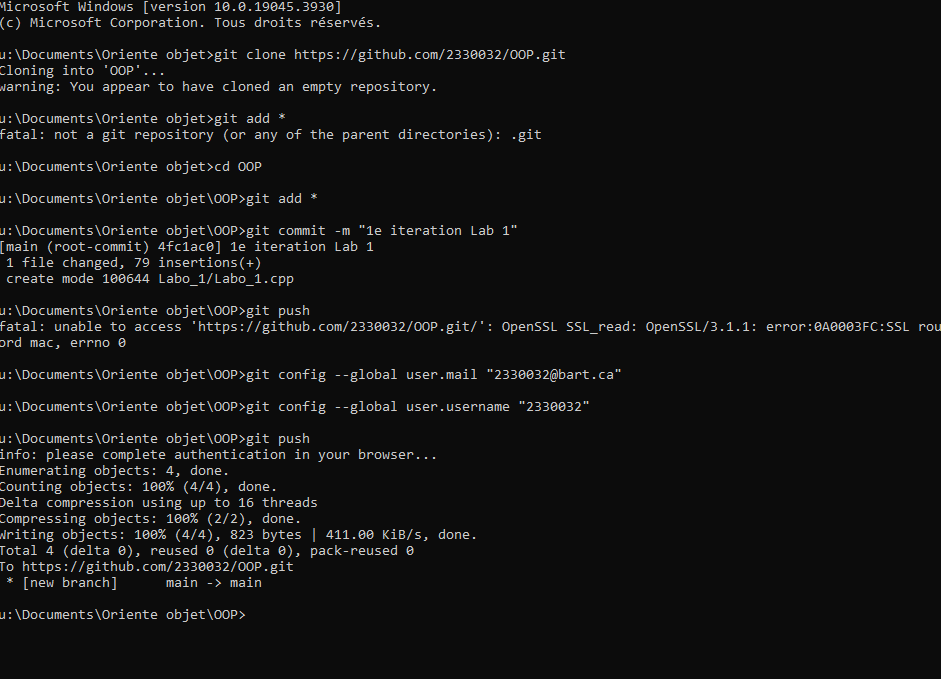 Microsoft Windows [version 10.0.19045.3930]
(c) Microsoft Corporation. Tous droits réservés.
u:\Documents\Oriente objet>git clone https://github.com/2330032/OOP.git
Cloning into 'OOP'...
warning: You appear to have cloned an empty repository.
u:\Documents\Oriente objet>git add *
fatal: not a git repository (or any of the parent directories): .git
u:\Documents\Oriente objet>cd OOP
u:\Documents\Oriente objet\OOP>git add *
u:\Documents\Oriente objet\OOP>git commit -m "1e iteration Lab 1"
[main (root-commit) 4fc1ac0] 1e iteration Lab 1
1 file changed, 79 insertions(+)
create mode 100644 Labo_1/Labo_1.cpp
u:\Documents\Oriente objet\OOP>git push
fatal: unable to access 'https://github.com/2330032/OOP.git/': OpenSSL SSL_read: OpenSSL/3.1.1: error:0A0003FC:SSL rou
ord mac, errno 0
u:\Documents\Oriente objet\OOP>git config --global user.mail "2330032@bart.ca"
u:\Documents\Oriente objet\OOP>git config --global user.username "2330032"
u:\Documents\Oriente objet\OOP>git push
info: please complete authentication in your browser...
Enumerating objects: 4, done.
Counting objects: 100% (4/4), done.
Delta compression using up to 16 threads
Compressing objects: 100% (2/2), done.
Writing objects: 100% (4/4), 823 bytes | 411.00 KiB/s, done.
Total 4 (delta 0), reused 0 (delta 0), pack-reused 0
To https://github.com/2330032/OOP.git
* [new branch]      main -> main
u:\Documents\Oriente objet\OOP>